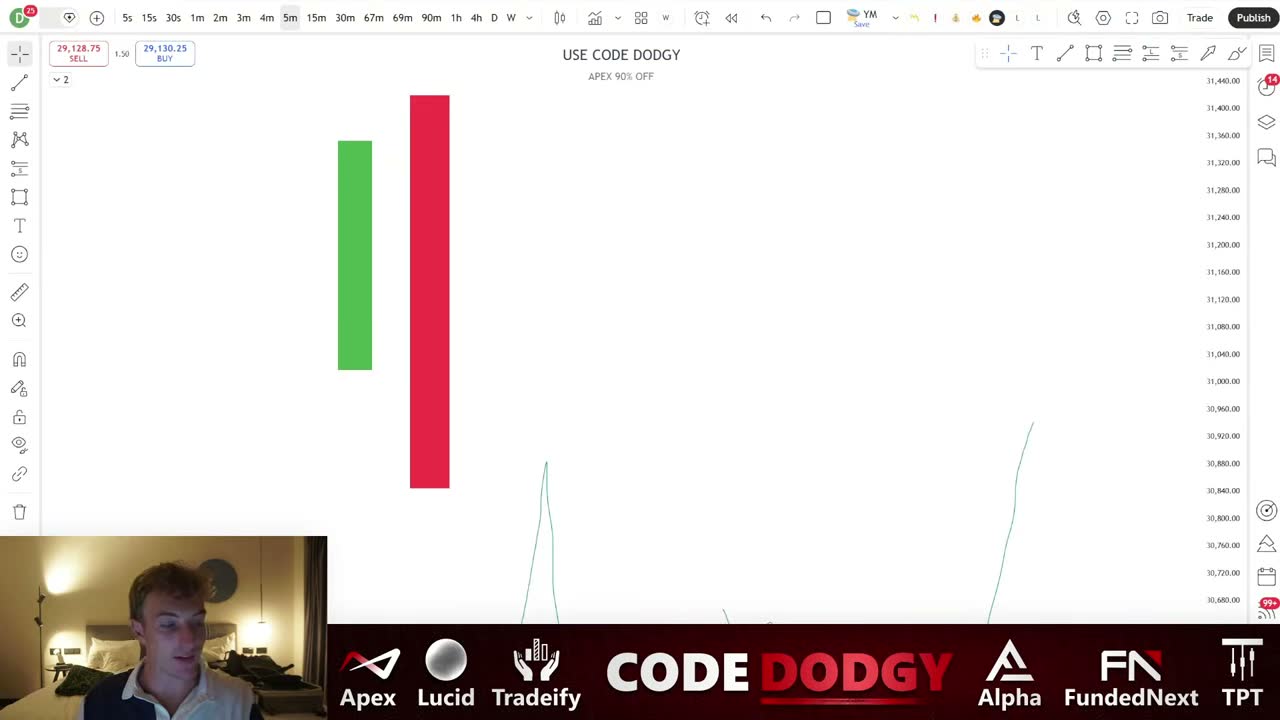 D 25 5s 15s 30s 1m 2m 3m 4m 5m 15m 30m 67m 69m 90m 1h 4h D W W YM Save L L Trade Publish
29,128.75 SELL 1.50 29,130.25 BUY
2
USE CODE DODGY
APEX 90% OFF
T
L
S
S
T
14
99+
31,440.00
31,400.00
31,360.00
31,320.00
31,280.00
31,240.00
31,200.00
31,160.00
31,120.00
31,080.00
31,040.00
31,000.00
30,960.00
30,920.00
30,880.00
30,840.00
30,800.00
30,760.00
30,720.00
30,680.00
Apex Lucid Tradeify CODE DODGY Alpha FN FundedNext TPT